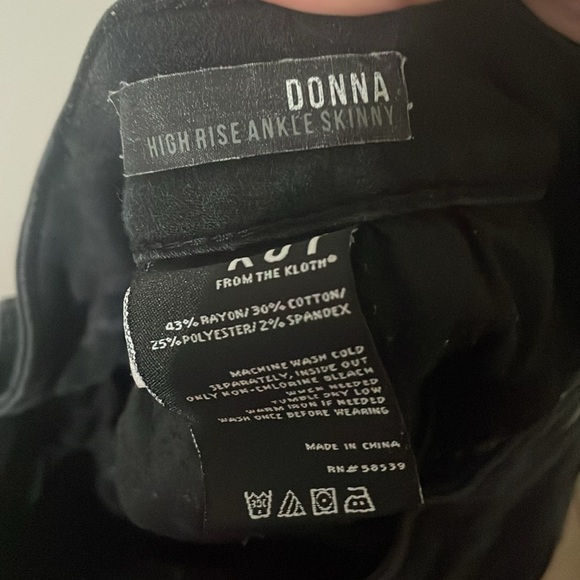 DONNA
HIGH RISE ANKLE SKINNY
KUT
FROM THE KLOTH®
43% RAYON/30% COTTON/
25% POLYESTER/2% SPANDEX
MACHINE WASH COLD
SEPARATELY, INSIDE OUT
ONLY NON-CHLORINE BLEACH
WHEN NEEDED
TUMBLE DRY LOW
WARM IRON IF NEEDED
WASH ONCE BEFORE WEARING
MADE IN CHINA
RN# 58539